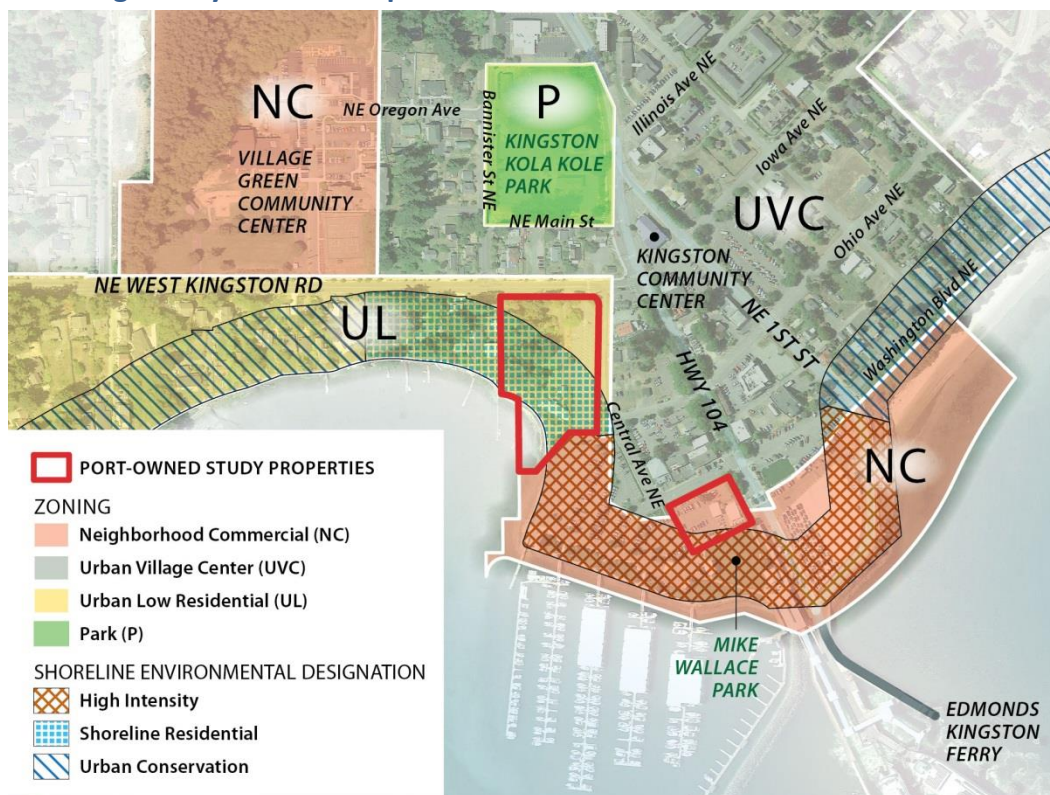 NC
P
NE Oregon Ave
Bannister St NE
KINGSTON
KOLA KOLE
PARK
VILLAGE
GREEN
COMMUNITY
CENTER
NE Main St
Illinois Ave NE
Iowa Ave NE
Ohio Ave NE
UVC
KINGSTON
COMMUNITY
CENTER
NE WEST KINGSTON RD
UL
NE 1ST ST
Washington Blvd NE
HWY 104
Central Ave NE
NC
PORT-OWNED STUDY PROPERTIES
ZONING
Neighborhood Commercial (NC)
Urban Village Center (UVC)
Urban Low Residential (UL)
Park (P)
SHORELINE ENVIRONMENTAL DESIGNATION
High Intensity
Shoreline Residential
Urban Conservation
MIKE
WALLACE
PARK
EDMONDS
KINGSTON
FERRY